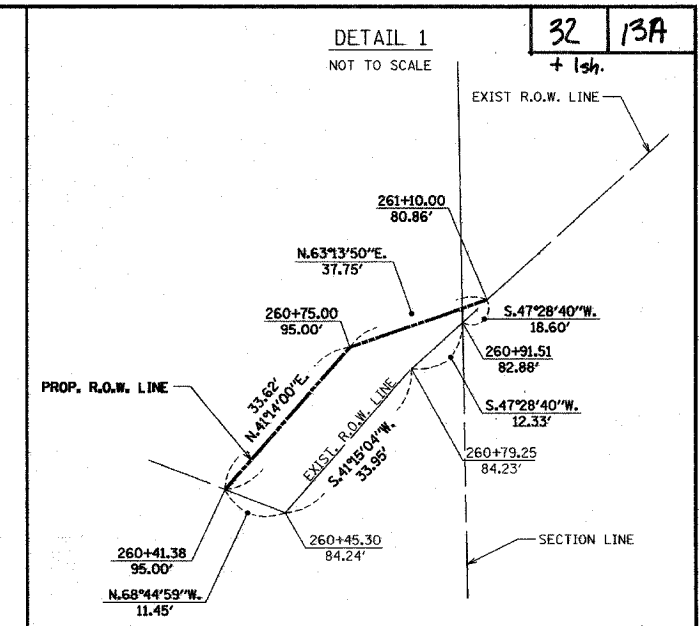 32 13A
+ 1sh.
DETAIL 1
NOT TO SCALE
EXIST R.O.W. LINE
261+10.00
80.86'
N.63°13'50"E.
37.75'
260+75.00
95.00'
S.47°28'40"W.
18.60'
260+91.51
82.88'
PROP. R.O.W. LINE
33.62'
N.41°14'00"E.
EXIST. R.O.W. LINE
S.41°15'04"W.
33.95'
S.47°28'40"W.
12.33'
260+79.25
84.23'
260+41.38
95.00'
260+45.30
84.24'
SECTION LINE
N.68°44'59"W.
11.45'